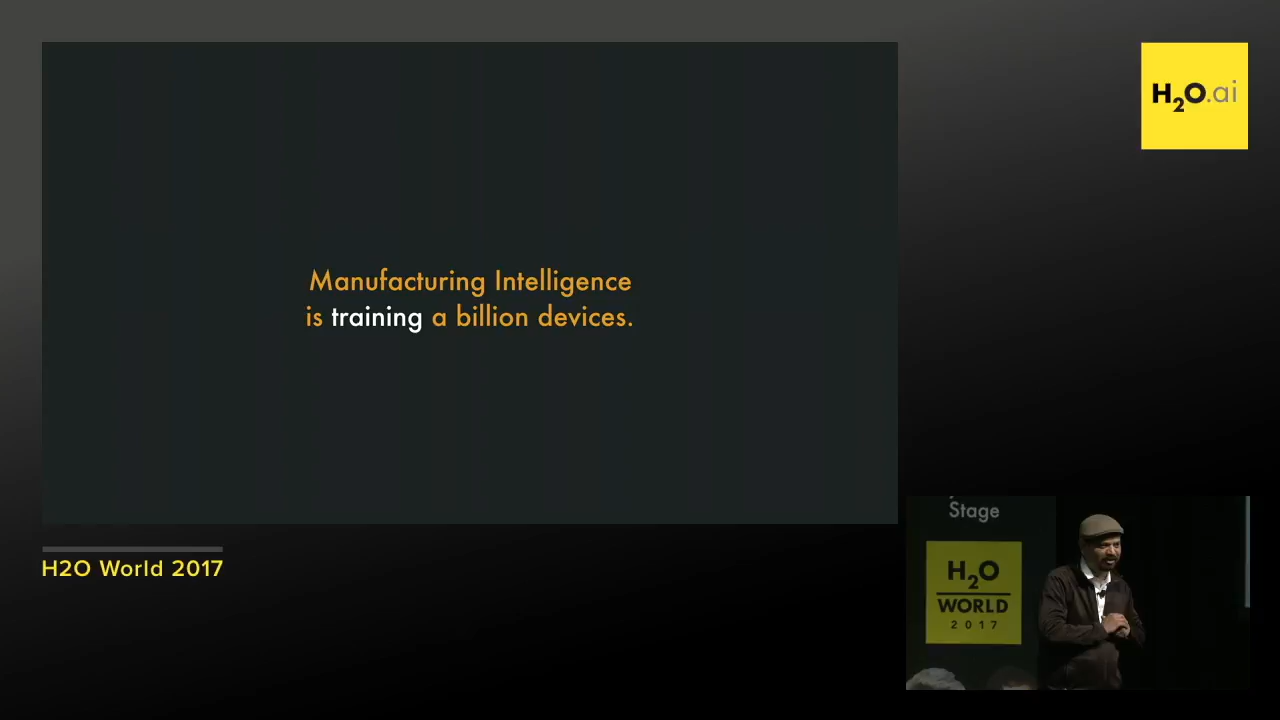 H2O.ai
Manufacturing Intelligence
is training a billion devices.
H2O World 2017
Stage
H2O
WORLD
2017